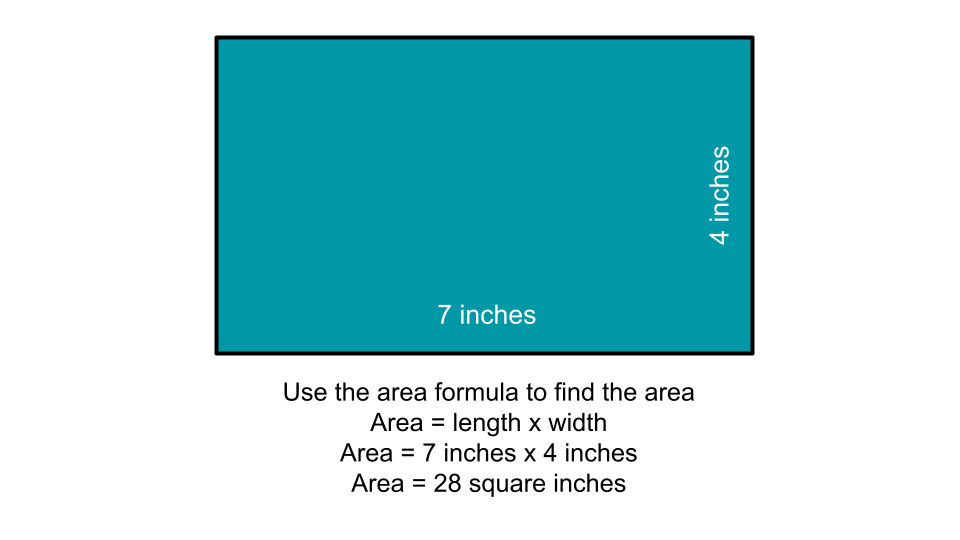 4 inches
7 inches
Use the area formula to find the area
Area = length x width
Area = 7 inches x 4 inches
Area = 28 square inches